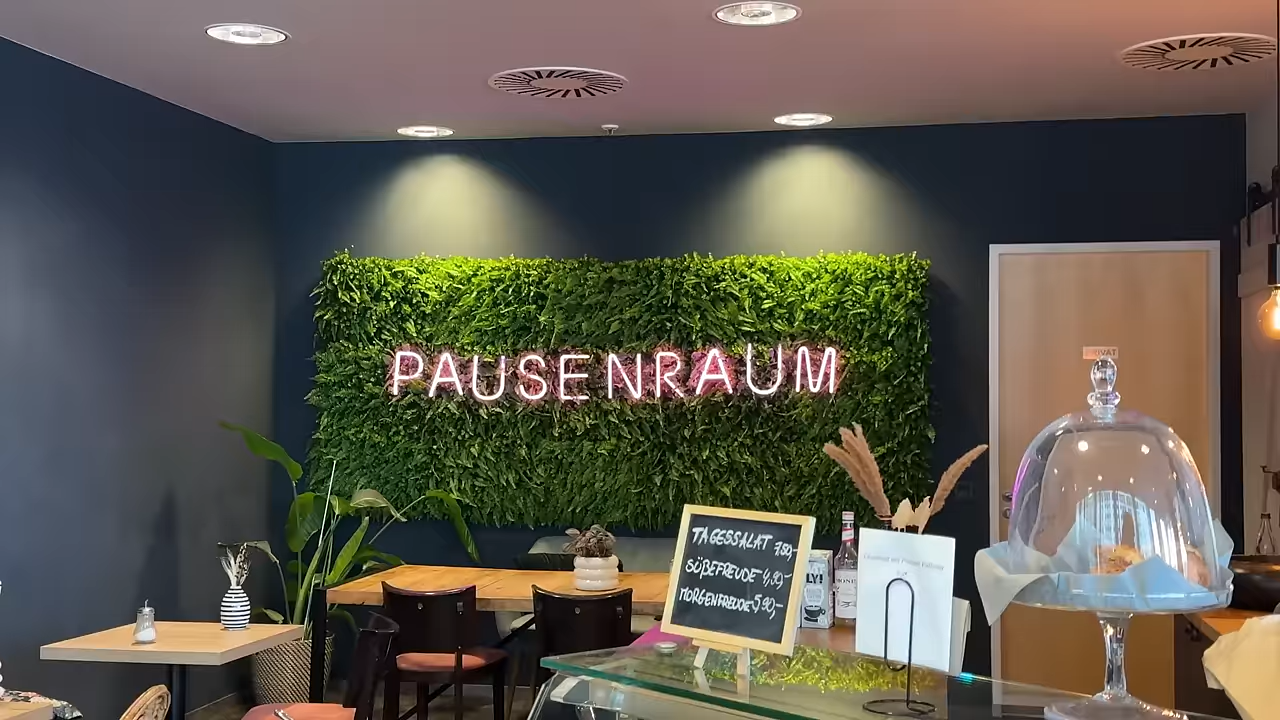 PAUSENRAUM
TAGESSALAT 7,50,-
SÜßEFREUDE 4,90,-
MORGENFREUDE 5,90,-